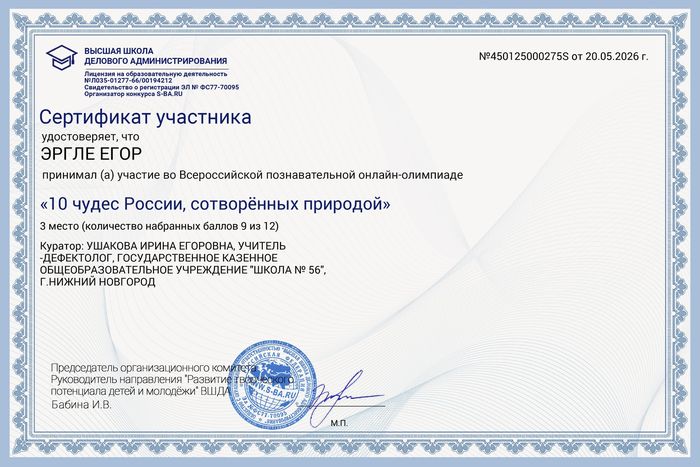 ВЫСШАЯ ШКОЛА
ДЕЛОВОГО АДМИНИСТРИРОВАНИЯ
Лицензия на образовательную деятельность
№Л035-01277-66/00194212
Свидетельство о регистрации ЭЛ № ФС77-70095
Организатор конкурса S-BA.RU
№450125000275S от 20.05.2026 г.
Сертификат участника
удостоверяет, что
ЭРГЛЕ ЕГОР
принимал (а) участие во Всероссийской познавательной онлайн-олимпиаде
«10 чудес России, сотворённых природой»
3 место (количество набранных баллов 9 из 12)
Куратор: УШАКОВА ИРИНА ЕГОРОВНА, УЧИТЕЛЬ
-ДЕФЕКТОЛОГ, ГОСУДАРСТВЕННОЕ КАЗЕННОЕ
ОБЩЕОБРАЗОВАТЕЛЬНОЕ УЧРЕЖДЕНИЕ "ШКОЛА № 56",
Г.НИЖНИЙ НОВГОРОД
Председатель организационного комитета
Руководитель направления "Развитие творческого
потенциала детей и молодёжи" ВШДА
Бабина И.В.
S-BA.RU
М.П.